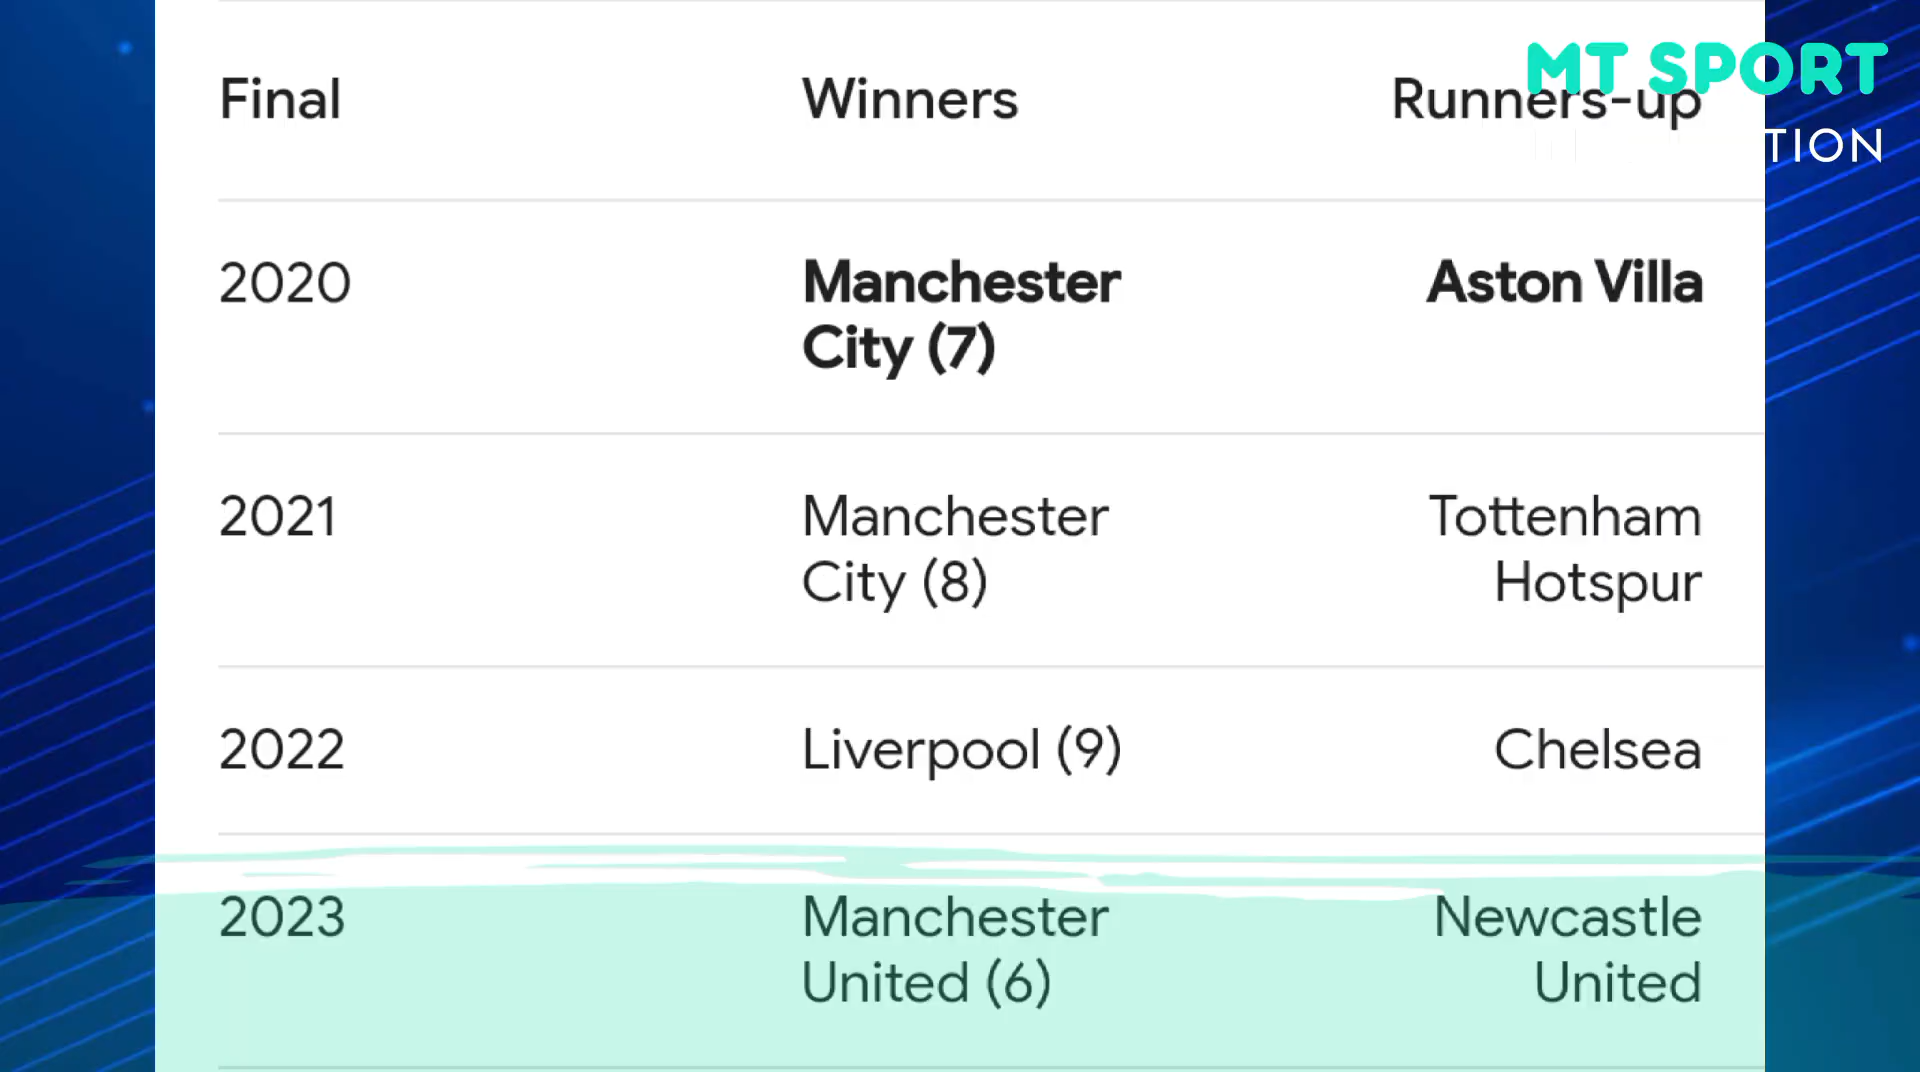 MT SPORT
Final Winners Runners-up
TION
2020 Manchester Aston Villa
City (7)
2021 Manchester Tottenham
City (8) Hotspur
2022 Liverpool (9) Chelsea
2023 Manchester Newcastle
United (6) United